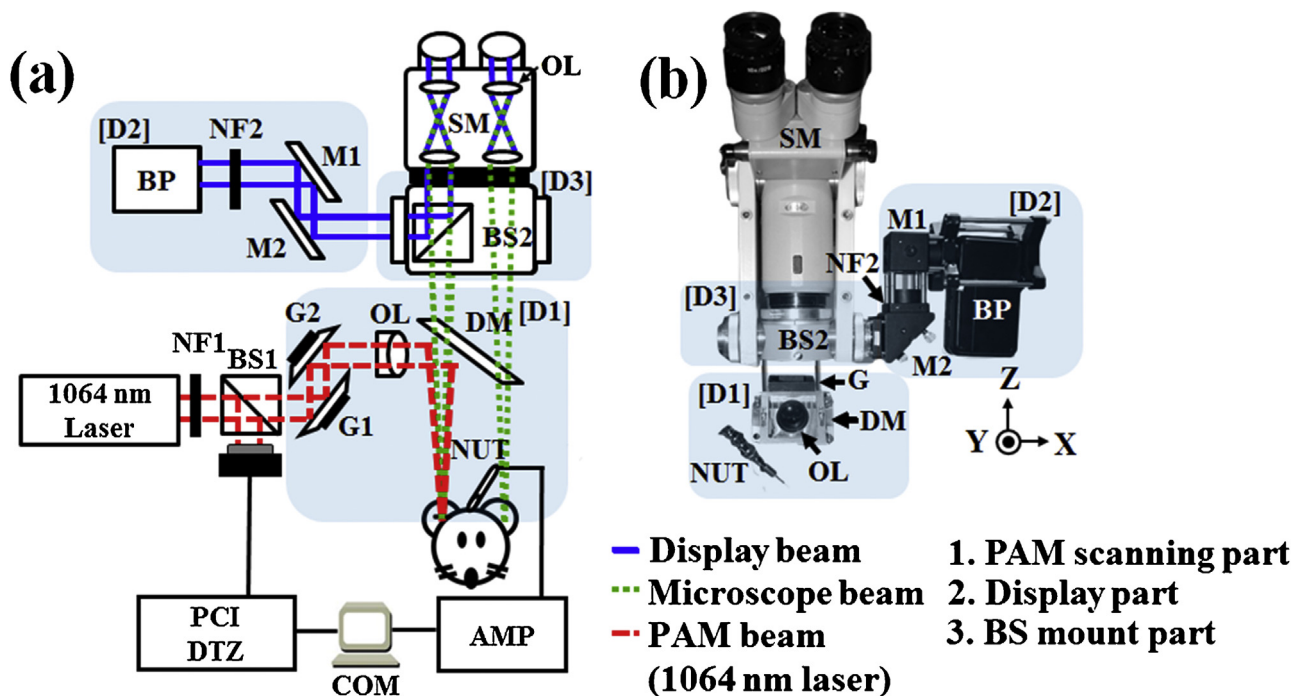 (a)
OL
SM
[D2]
NF2
M1
BP
M2
[D3]
BS2
G2
OL
DM
[D1]
NF1
BS1
1064 nm
Laser
G1
NUT
PCI
DTZ
COM
AMP
(b)
SM
[D2]
M1
NF2
[D3]
BS2
BP
M2
[D1]
G
DM
NUT
OL
Z
Y
X
Display beam
Microscope beam
PAM beam
(1064 nm laser)
1. PAM scanning part
2. Display part
3. BS mount part